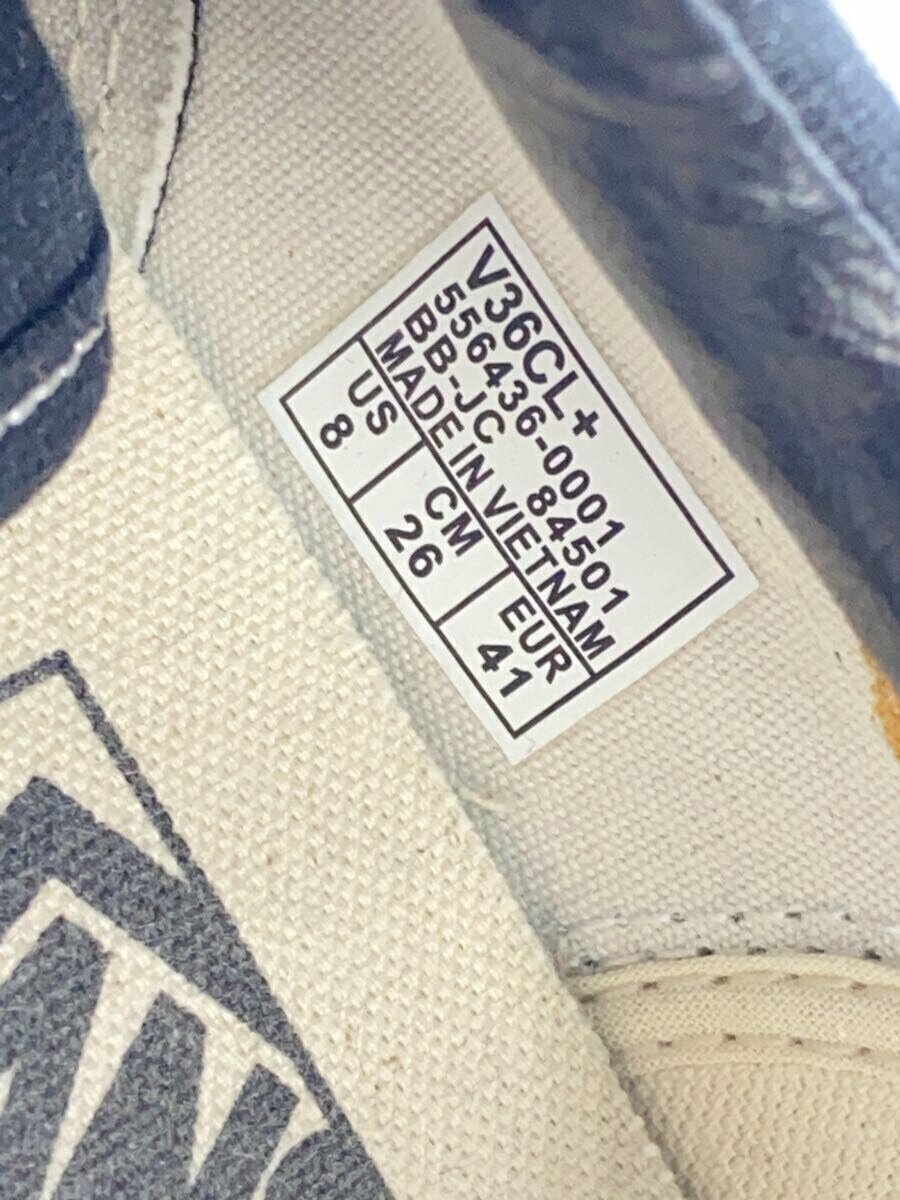 V36CL+
556436-0001
BB-JC 84501
MADE IN VIETNAM
US CM EUR
8 26 41